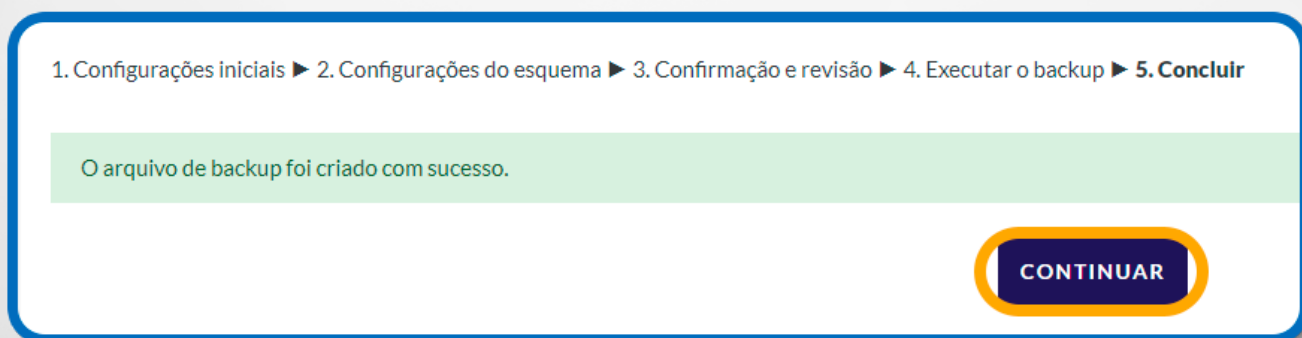 1. Configurações iniciais ► 2. Configurações do esquema ► 3. Confirmação e revisão ► 4. Executar o backup ► 5. Concluir
O arquivo de backup foi criado com sucesso.
CONTINUAR